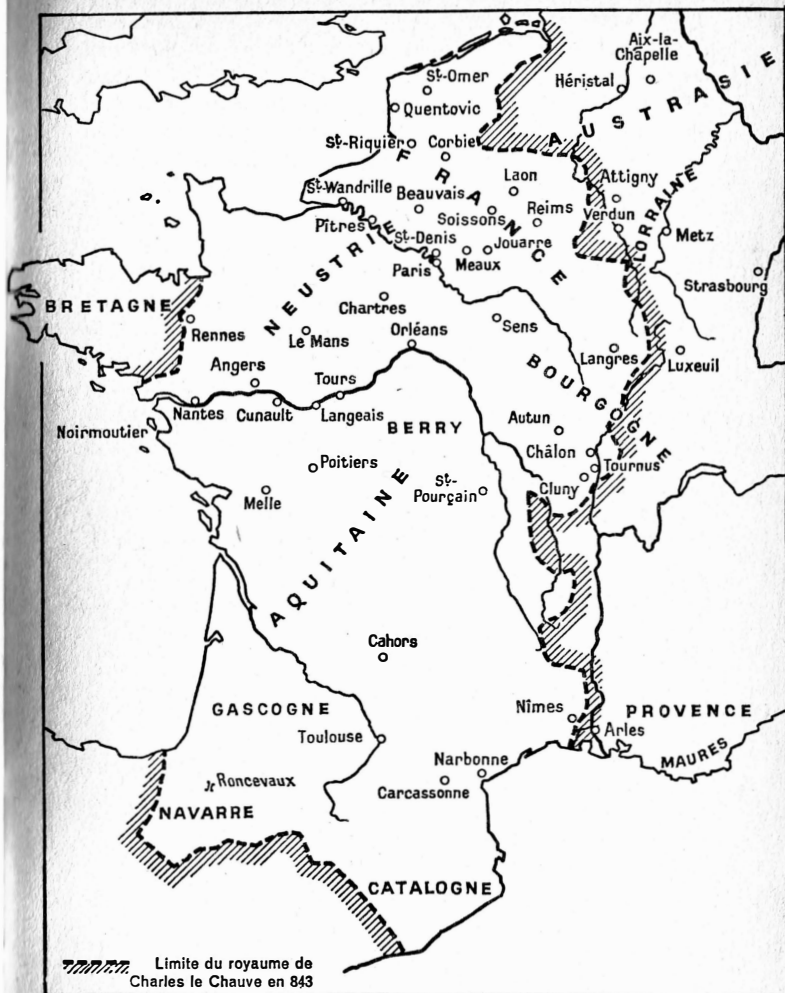 Aix-la-
Chapelle
St-Omer
Héristal
Quentovic
AUSTRASIE
St-Riquier
Corbie
FRANCE
Laon
Attigny
LORRAINE
St-Wandrille
Beauvais
Soissons
Reims
Verdun
Pîtres
St-Denis
Jouarre
Metz
Paris
Meaux
NEUSTRIE
Strasbourg
BRETAGNE
Chartres
Rennes
Le Mans
Orléans
Sens
Langres
Luxeuil
Angers
Tours
BOURGOGNE
Nantes
Cunault
Langeais
Noirmoutier
BERRY
Autun
Châlon
Tournus
Poitiers
St-
Pourçain
Cluny
Melle
AQUITAINE
Cahors
GASCOGNE
Nîmes
PROVENCE
Toulouse
Arles
MAURES
Narbonne
Roncevaux
Carcassonne
NAVARRE
CATALOGNE
Limite du royaume de
Charles le Chauve en 843